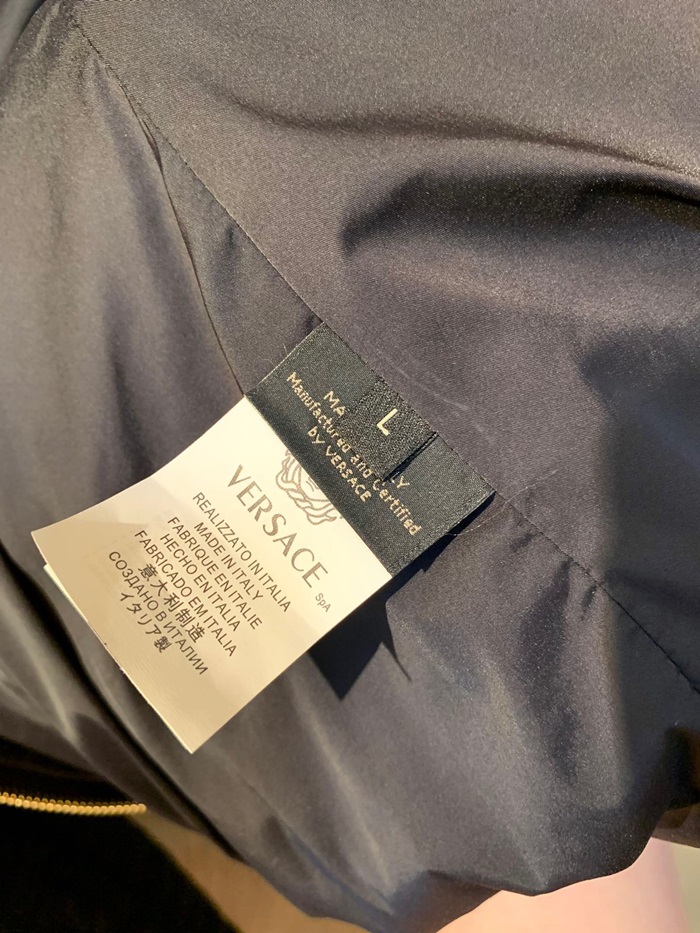 L
MA LY
Manufactured and Certified
by VERSACE
VERSACE
SpA
REALIZZATO IN ITALIA
MADE IN ITALY
FABRIQUE EN ITALIE
HECHO EN ITALIA
FABRICADO EM ITALIA
意大利制造
СОЗДАНО В ИТАЛИИ
イタリア製